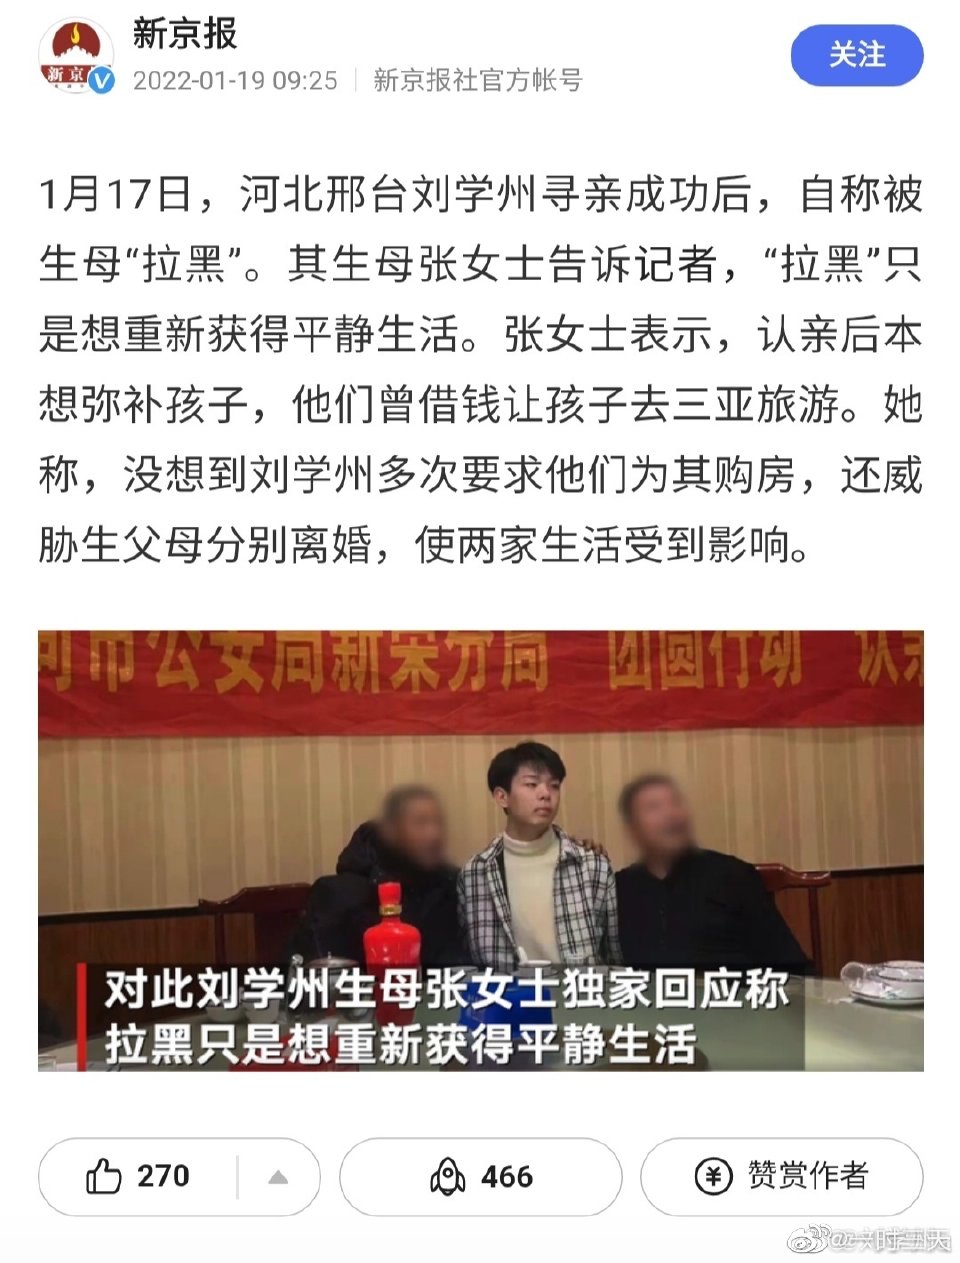 新京报
2022-01-19 09:25 新京报社官方帐号
关注
1月17日，河北邢台刘学州寻亲成功后，自称被
生母“拉黑”。其生母张女士告诉记者，“拉黑”只
是想重新获得平静生活。张女士表示，认亲后本
想弥补孩子，他们曾借钱让孩子去三亚旅游。她
称，没想到刘学州多次要求他们为其购房，还威
胁生父母分别离婚，使两家生活受到影响。
市公安局新荣分局 团圆行动 认亲
对此刘学州生母张女士独家回应称
拉黑只是想重新获得平静生活
270
466
赞赏作者